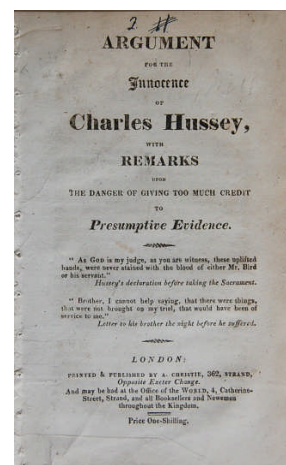 2.
ARGUMENT
FOR THE
Innocence
OF
Charles Hussey,
WITH
REMARKS
UPON
THE DANGER OF GIVING TOO MUCH CREDIT
TO
Presumptive Evidence.
" As GOD is my judge, as you are witness, these uplifted
hands, were never stained with the blood of either Mr. Bird
or his servant."
Hussey's declaration before taking the Sacrament.
" Brother, I cannot help saying, that there were things,
that were not brought on my trial, that would have been of
service to me."
Letter to his brother the night before he suffered.
LONDON:
PRINTED & PUBLISHED BY A. CHRISTIE, 362, STRAND,
Opposite Exeter Change.
And may be had at the Office of the WORLD, 4, Catherine-
Street, Strand, and all Booksellers and Newsmen
throughout the Kingdom.
Price One-Shilling.